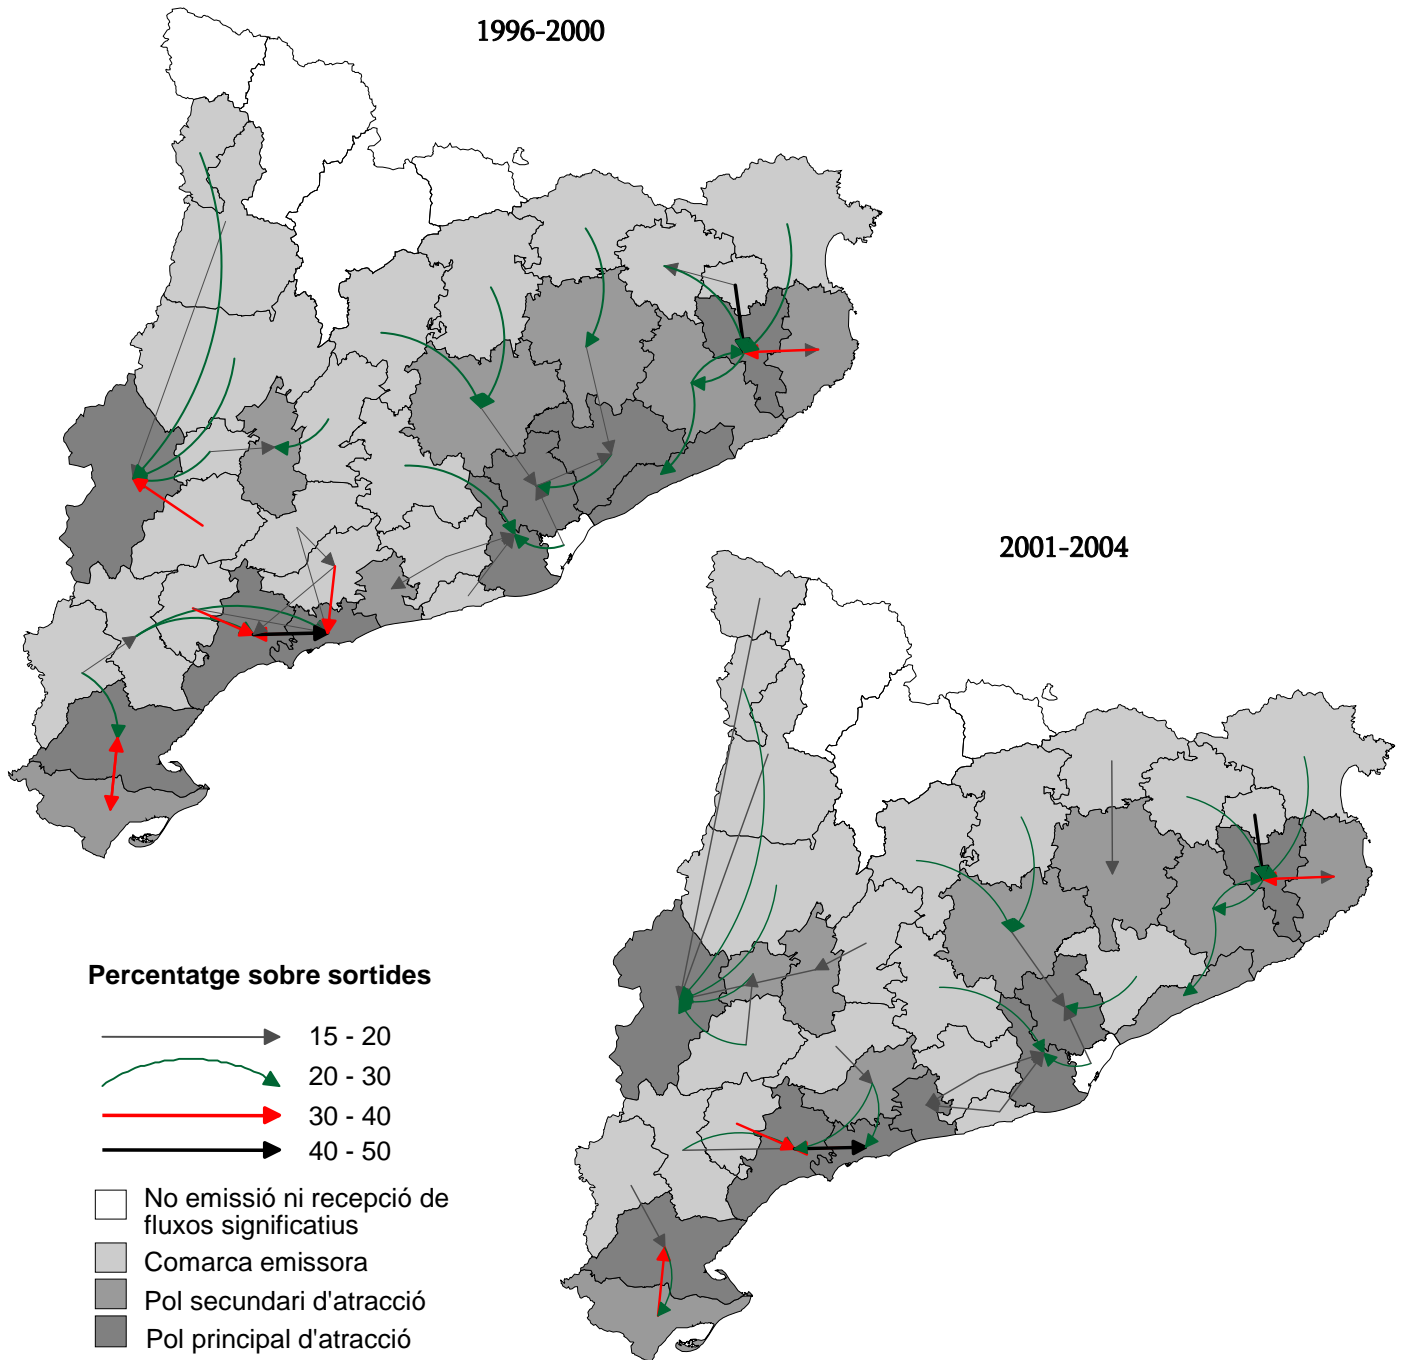 1996-2000
2001-2004
Percentatge sobre sortides
15 - 20
20 - 30
30 - 40
40 - 50
No emissió ni recepció de
fluxos significatius
Comarca emissora
Pol secundari d'atracció
Pol principal d'atracció